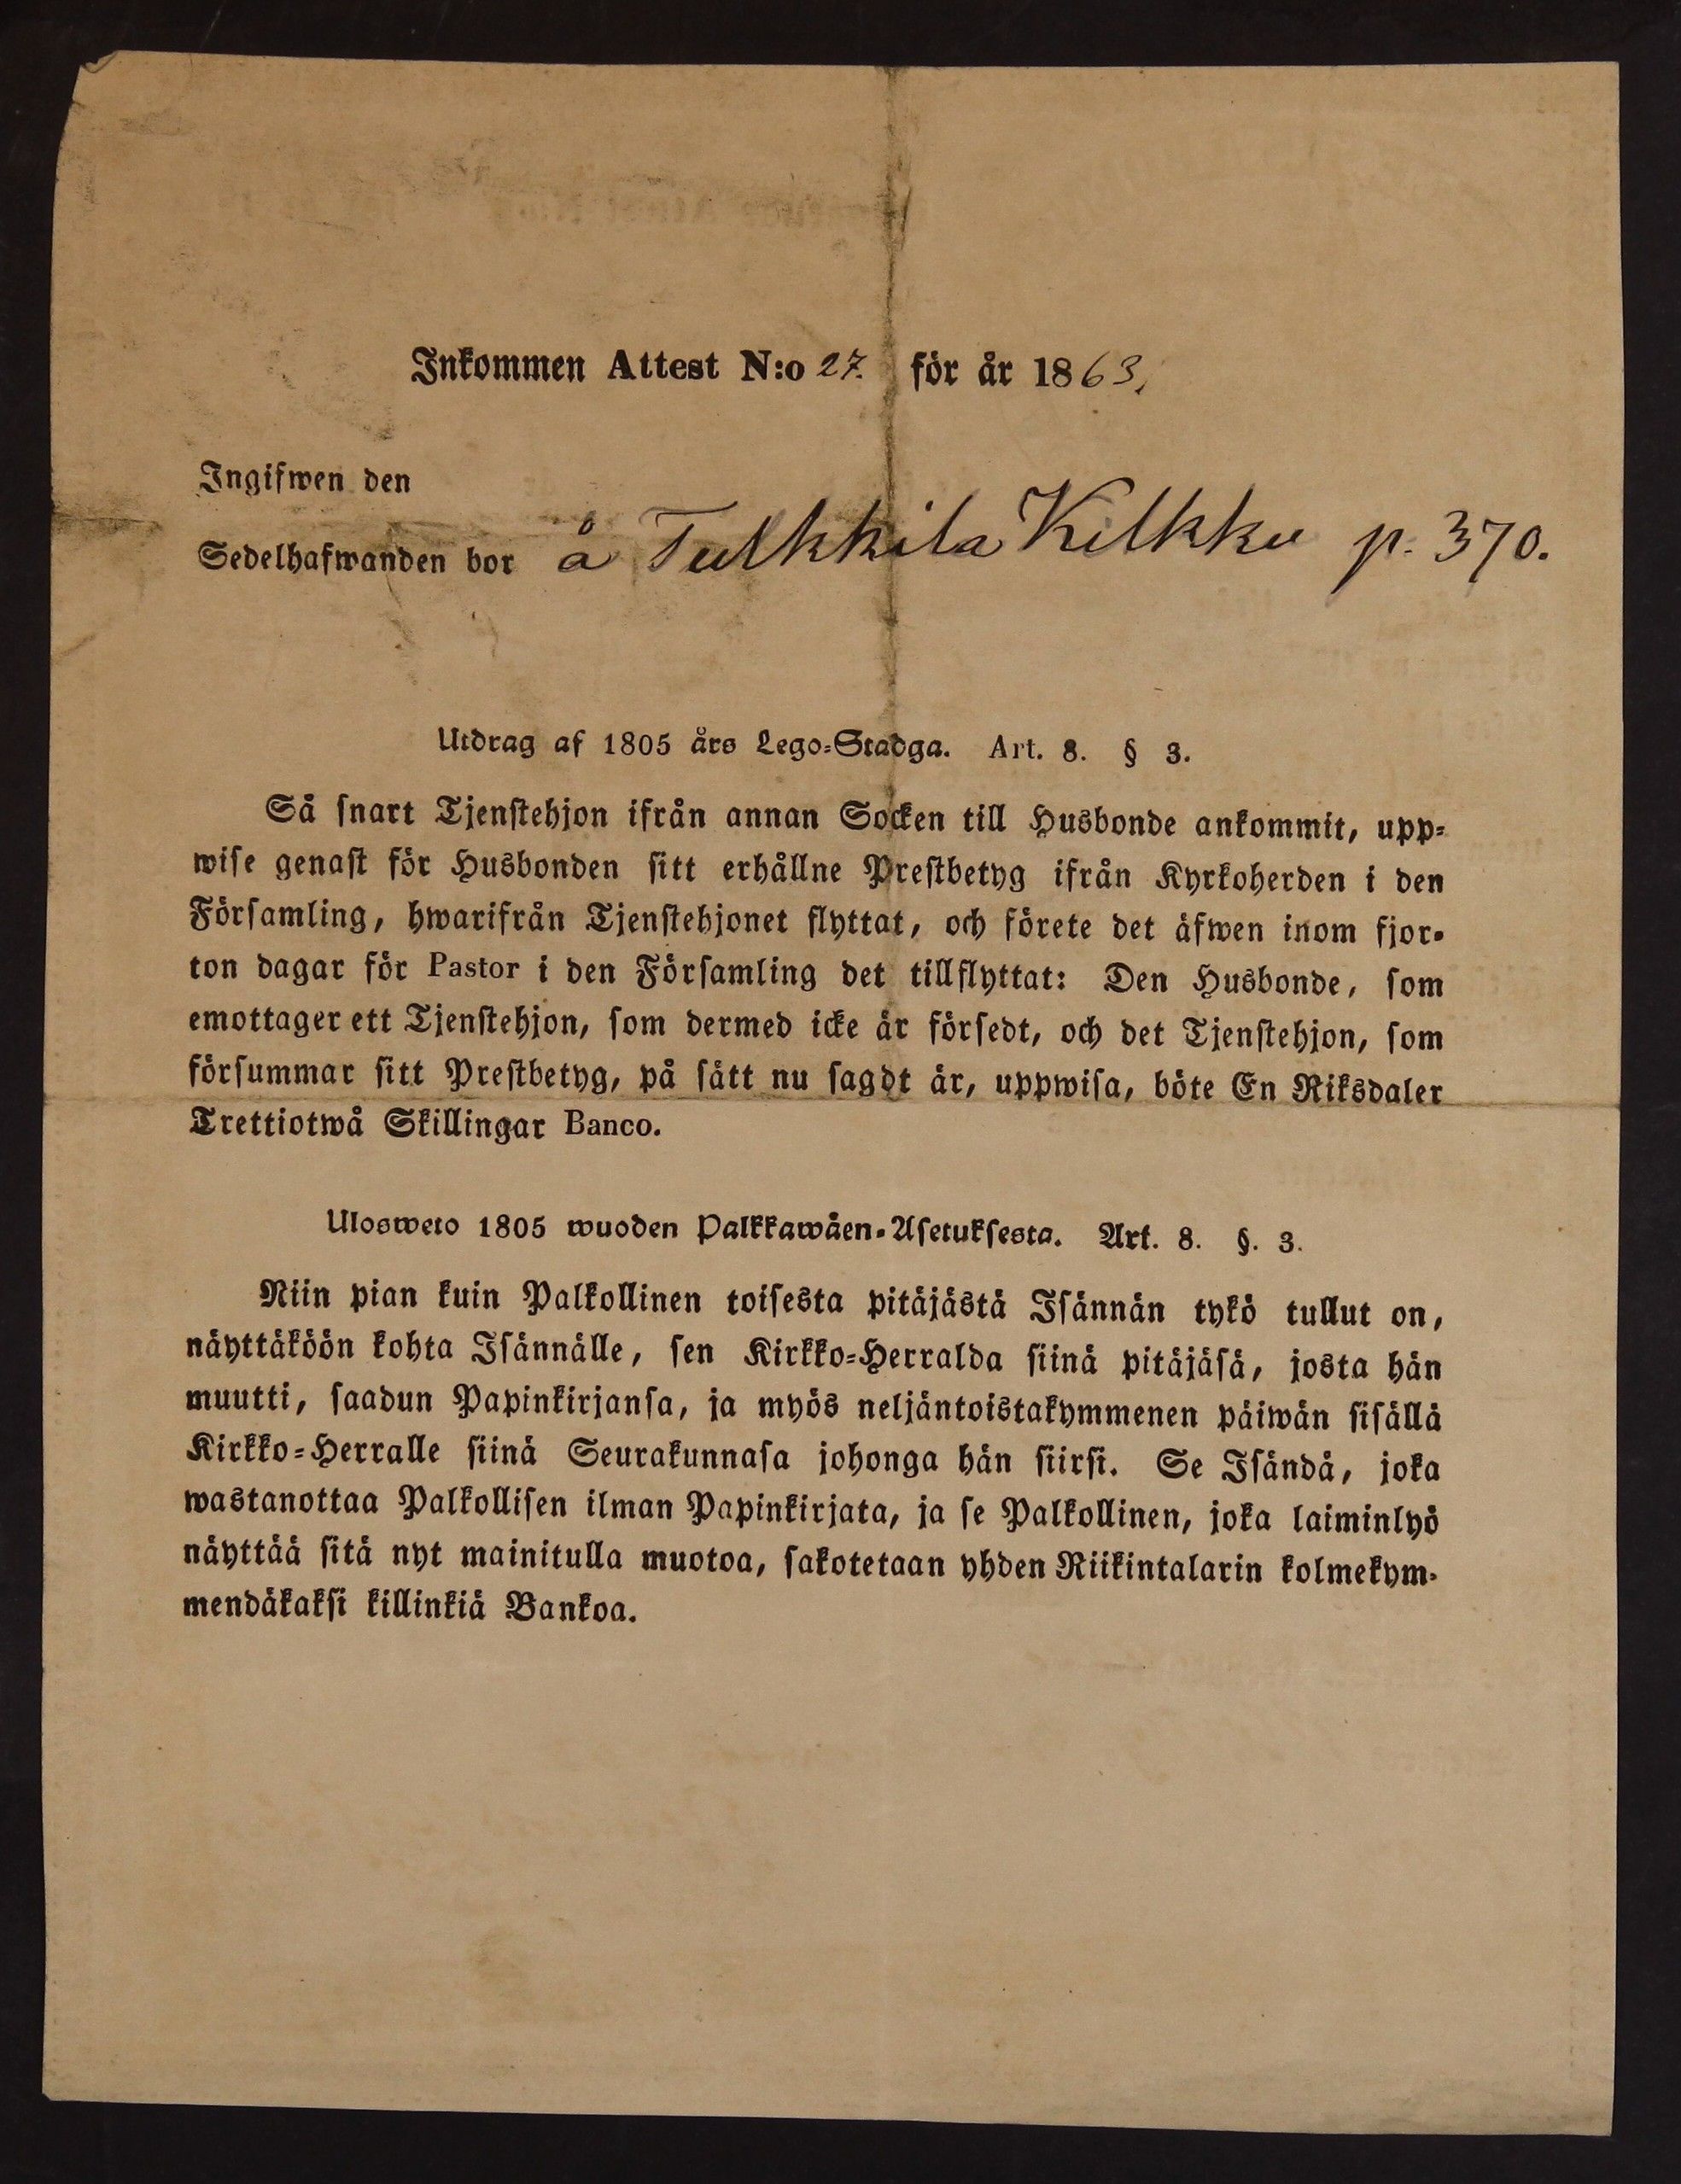 Inkommen Attest N:o 27. för år 1863.
Ingifwen den
Sedelhafwanden bor å Tulkkila Kilkku p. 370.
Utdrag af 1805 års Lego-Stadga. Art. 8. § 3.
Så snart Tjenstehjon ifrån annan Socken till Husbonde ankommit, upp-
wise genast för Husbonden sitt erhållne Prestbetyg ifrån Kyrkoherden i den
Församling, hwarifrån Tjenstehjonet flyttat, och förete det äfwen inom fjor-
ton dagar för Pastor i den Församling det tillflyttat: Den Husbonde, som
emottager ett Tjenstehjon, som dermed icke är försedt, och det Tjenstehjon, som
försummar sitt Prestbetyg, på sätt nu sagdt är, uppwisa, böte En Riksdaler
Trettiotwå Skillingar Banco.
Ulosweto 1805 wuoden Palkkawäen-Asetuksesta. Art. 8. §. 3.
Niin pian kuin Palkollinen toisesta pitäjästä Isännän tykö tullut on,
näyttäköön kohta Isännälle, sen Kirkko-Herralda siinä pitäjäsä, josta hän
muutti, saadun Papinkirjansa, ja myös neljäntoistakymmenen päiwän sisällä
Kirkko-Herralle siinä Seurakunnasa johonga hän siirsi. Se Isändä, joka
wastanottaa Palkollisen ilman Papinkirjata, ja se Palkollinen, joka laiminlyö
näyttää sitä nyt mainitulla muotoa, sakotetaan yhden Riikintalarin kolmekym-
mendäkaksi killinkiä Bankoa.